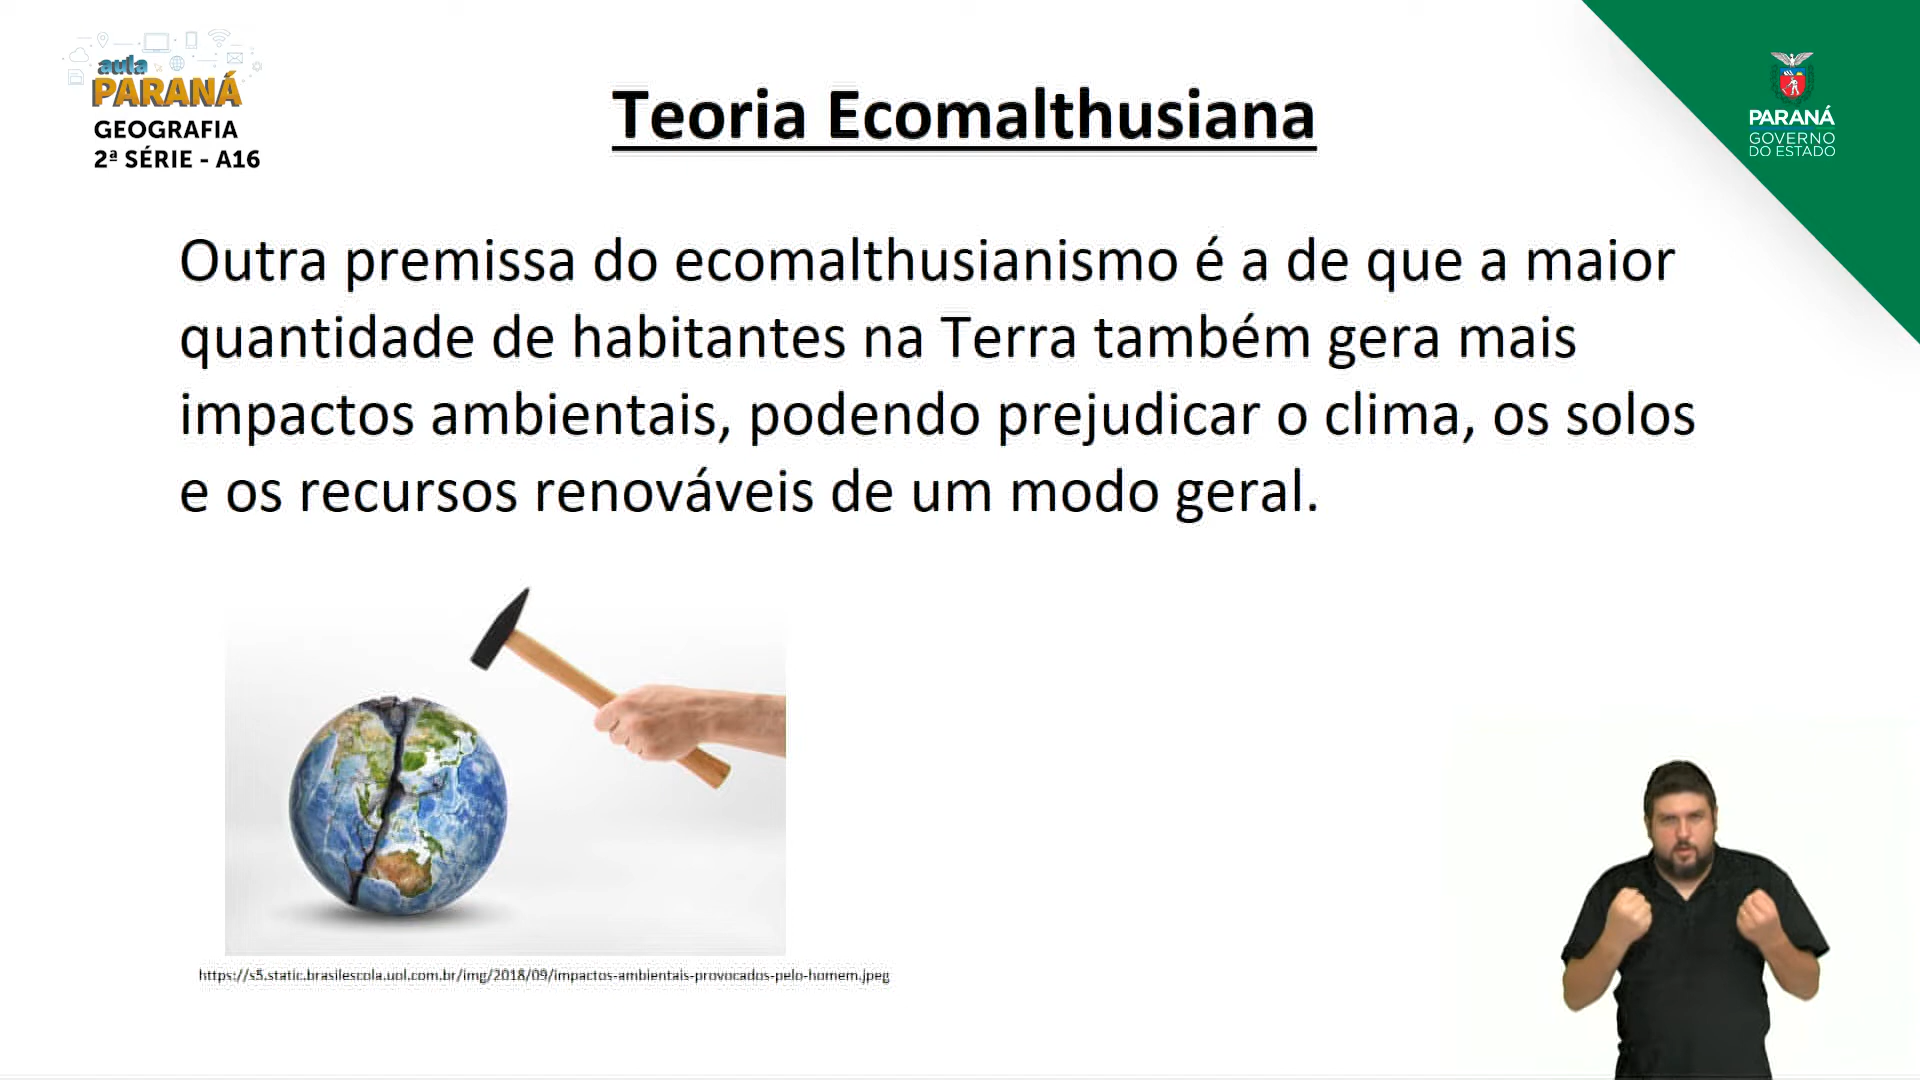 aula
PARANÁ
GEOGRAFIA
2ª SÉRIE - A16
Teoria Ecomalthusiana
PARANÁ
GOVERNO
DO ESTADO
Outra premissa do ecomalthusianismo é a de que a maior
quantidade de habitantes na Terra também gera mais
impactos ambientais, podendo prejudicar o clima, os solos
e os recursos renováveis de um modo geral.
https://s5.static.brasilescola.uol.com.br/img/2018/09/impactos-ambientais-provocados-pelo-homem.jpeg